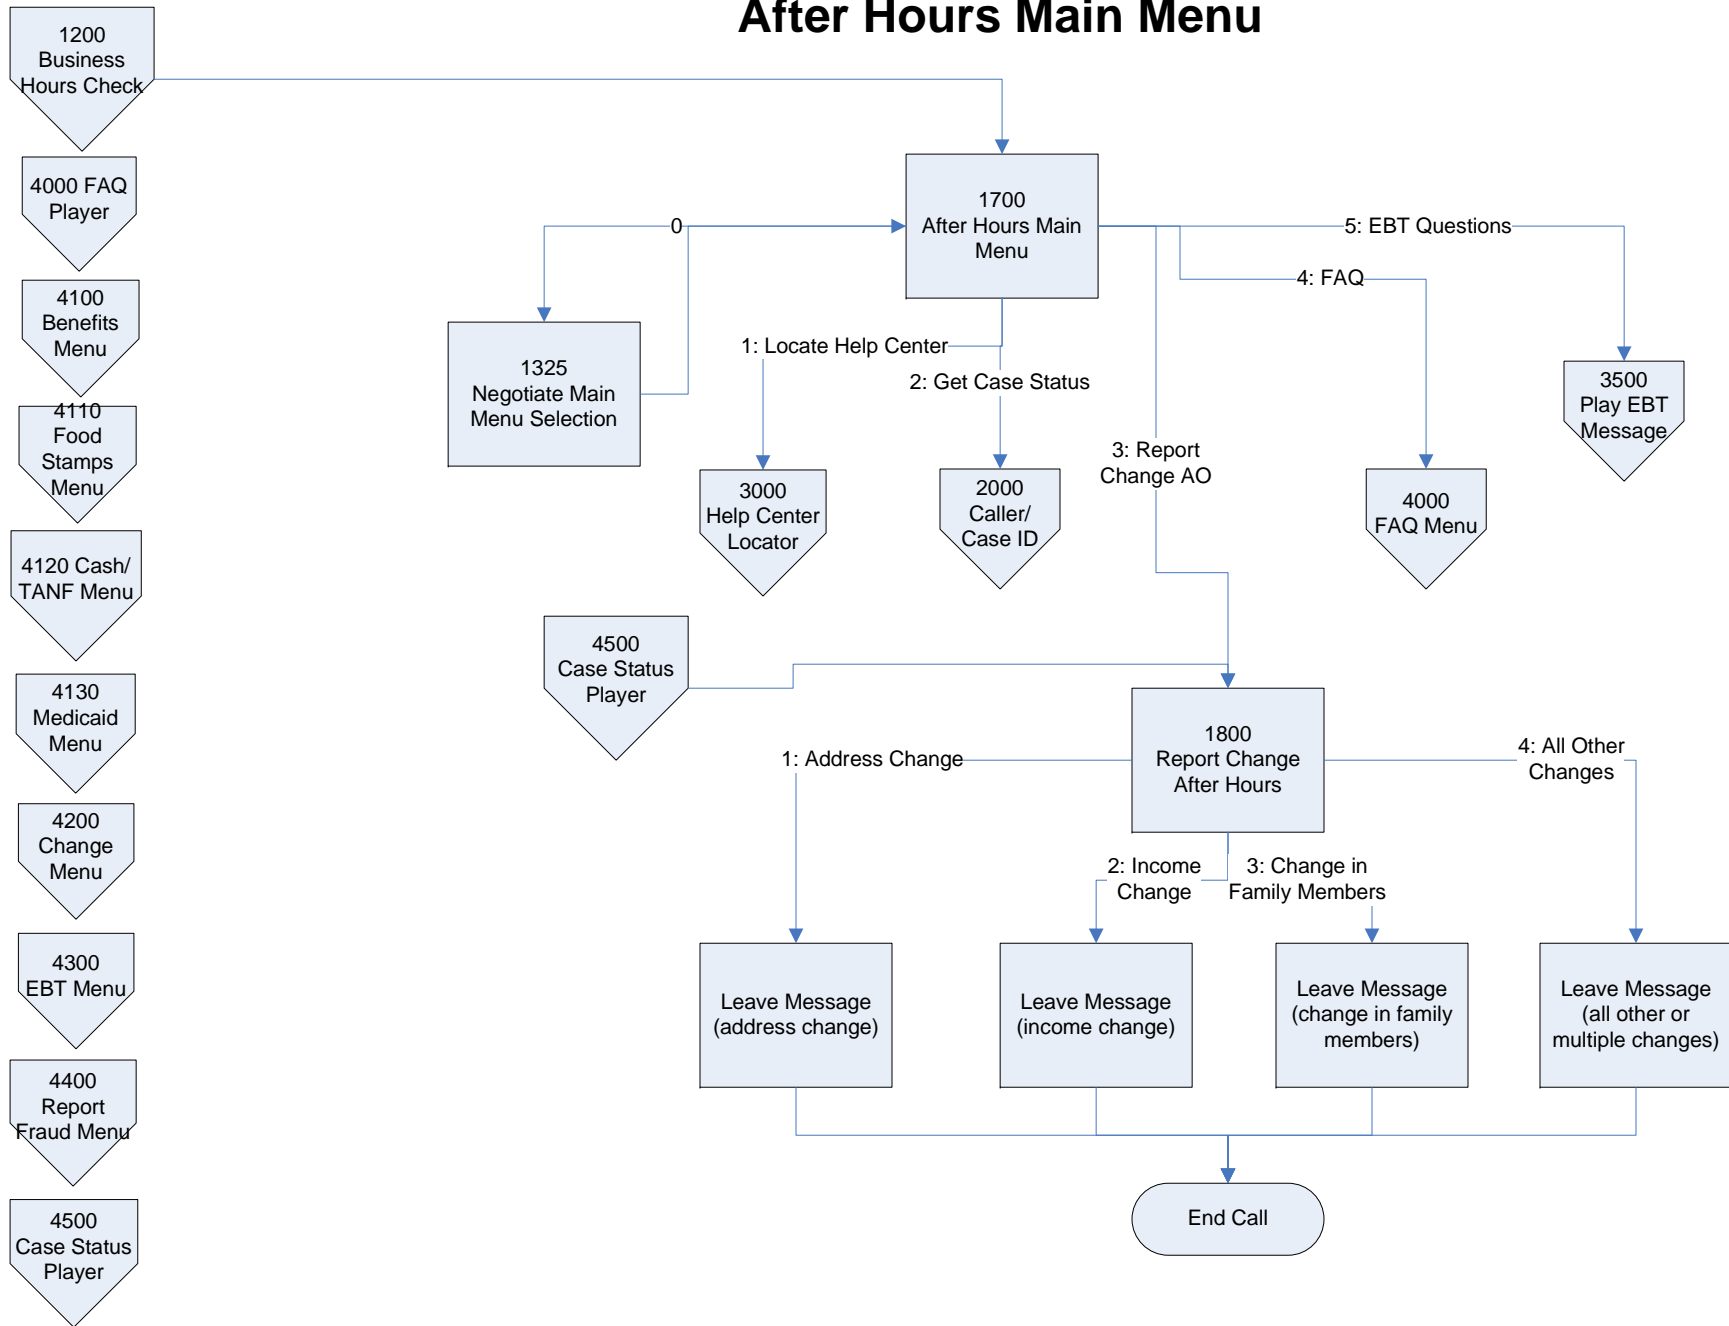 After Hours Main Menu
1200
Business
Hours Check
4000 FAQ
Player
4100
Benefits
Menu
4110
Food
Stamps
Menu
4120 Cash/
TANF Menu
4130
Medicaid
Menu
4200
Change
Menu
4300
EBT Menu
4400
Report
Fraud Menu
4500
Case Status
Player
1700
After Hours Main
Menu
0
5: EBT Questions
4: FAQ
1325
Negotiate Main
Menu Selection
1: Locate Help Center
2: Get Case Status
3: Report
Change AO
3500
Play EBT
Message
3000
Help Center
Locator
2000
Caller/
Case ID
4000
FAQ Menu
4500
Case Status
Player
1800
Report Change
After Hours
1: Address Change
4: All Other
Changes
2: Income
Change
3: Change in
Family Members
Leave Message
(address change)
Leave Message
(income change)
Leave Message
(change in family
members)
Leave Message
(all other or
multiple changes)
End Call